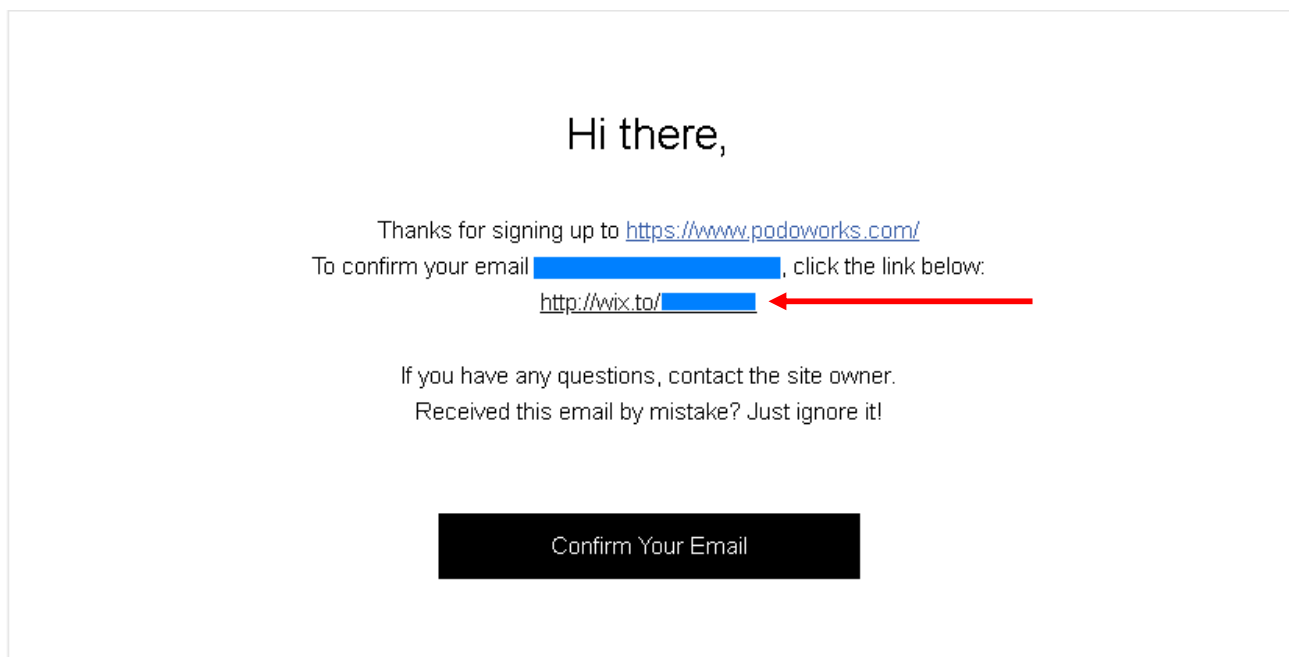 Hi there,
Thanks for signing up to https://www.podoworks.com/
To confirm your email , click the link below:
http://wix.to/
If you have any questions, contact the site owner.
Received this email by mistake? Just ignore it!
Confirm Your Email